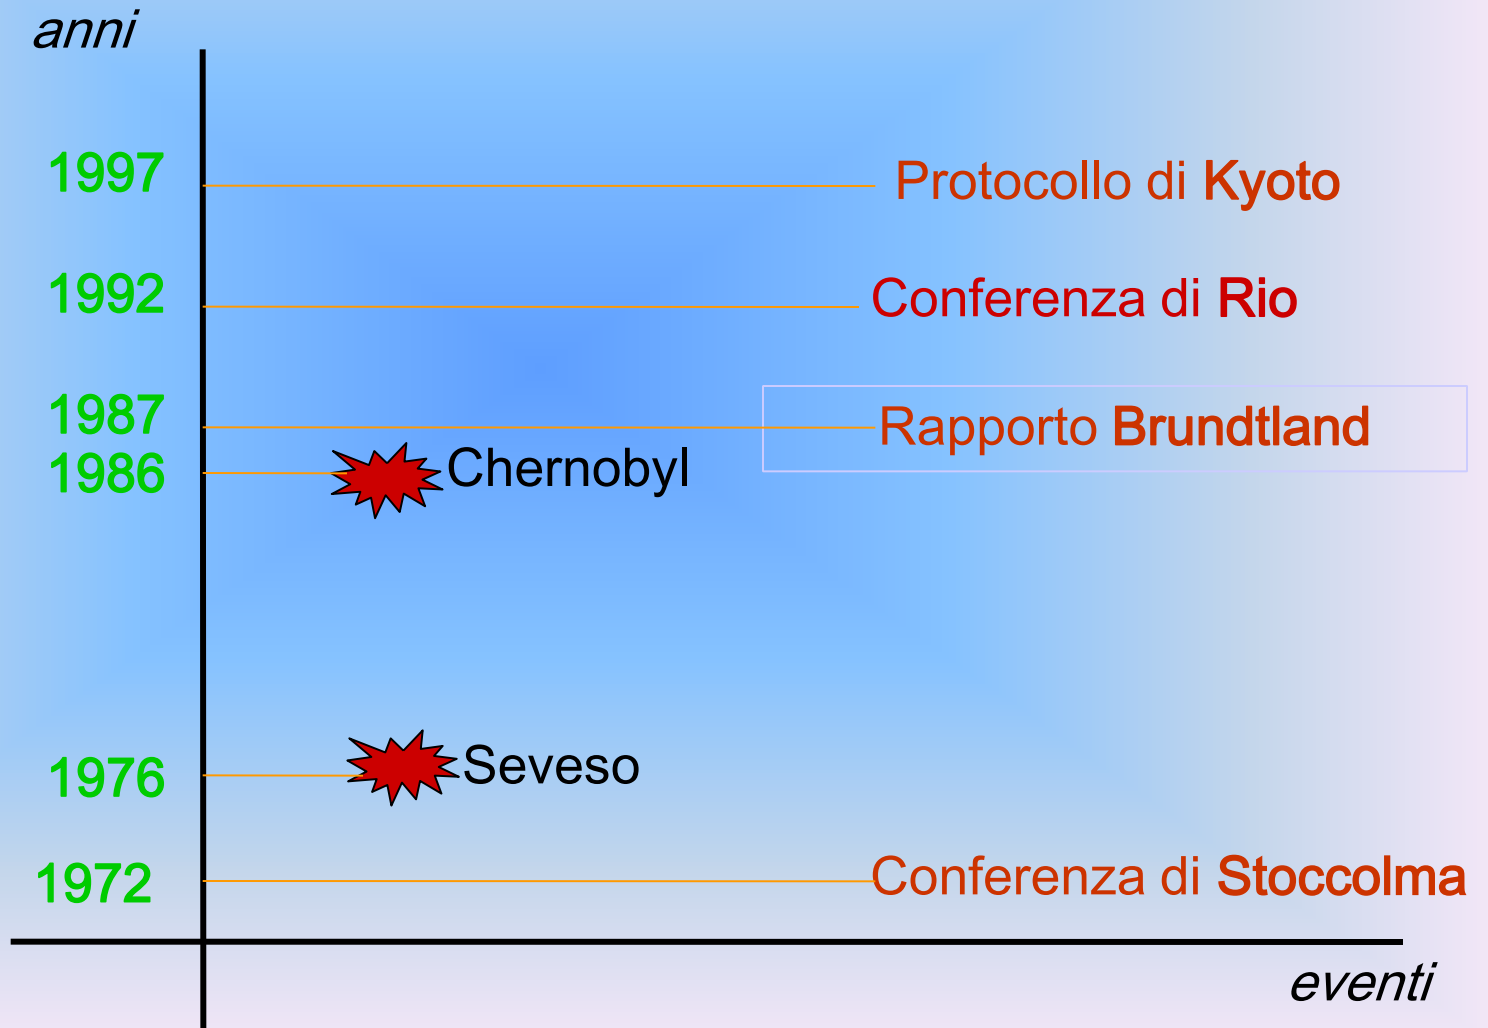 anni
1997
Protocollo di Kyoto
1992
Conferenza di Rio
1987
Rapporto Brundtland
1986
Chernobyl
1976
Seveso
1972
Conferenza di Stoccolma
eventi